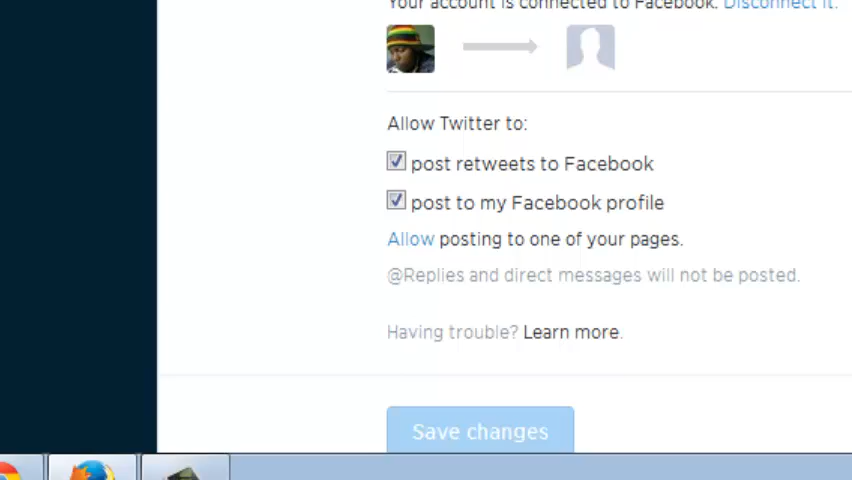 Your account is connected to Facebook. Disconnect it.
Allow Twitter to:
post retweets to Facebook
post to my Facebook profile
Allow posting to one of your pages.
@Replies and direct messages will not be posted.
Having trouble? Learn more.
Save changes